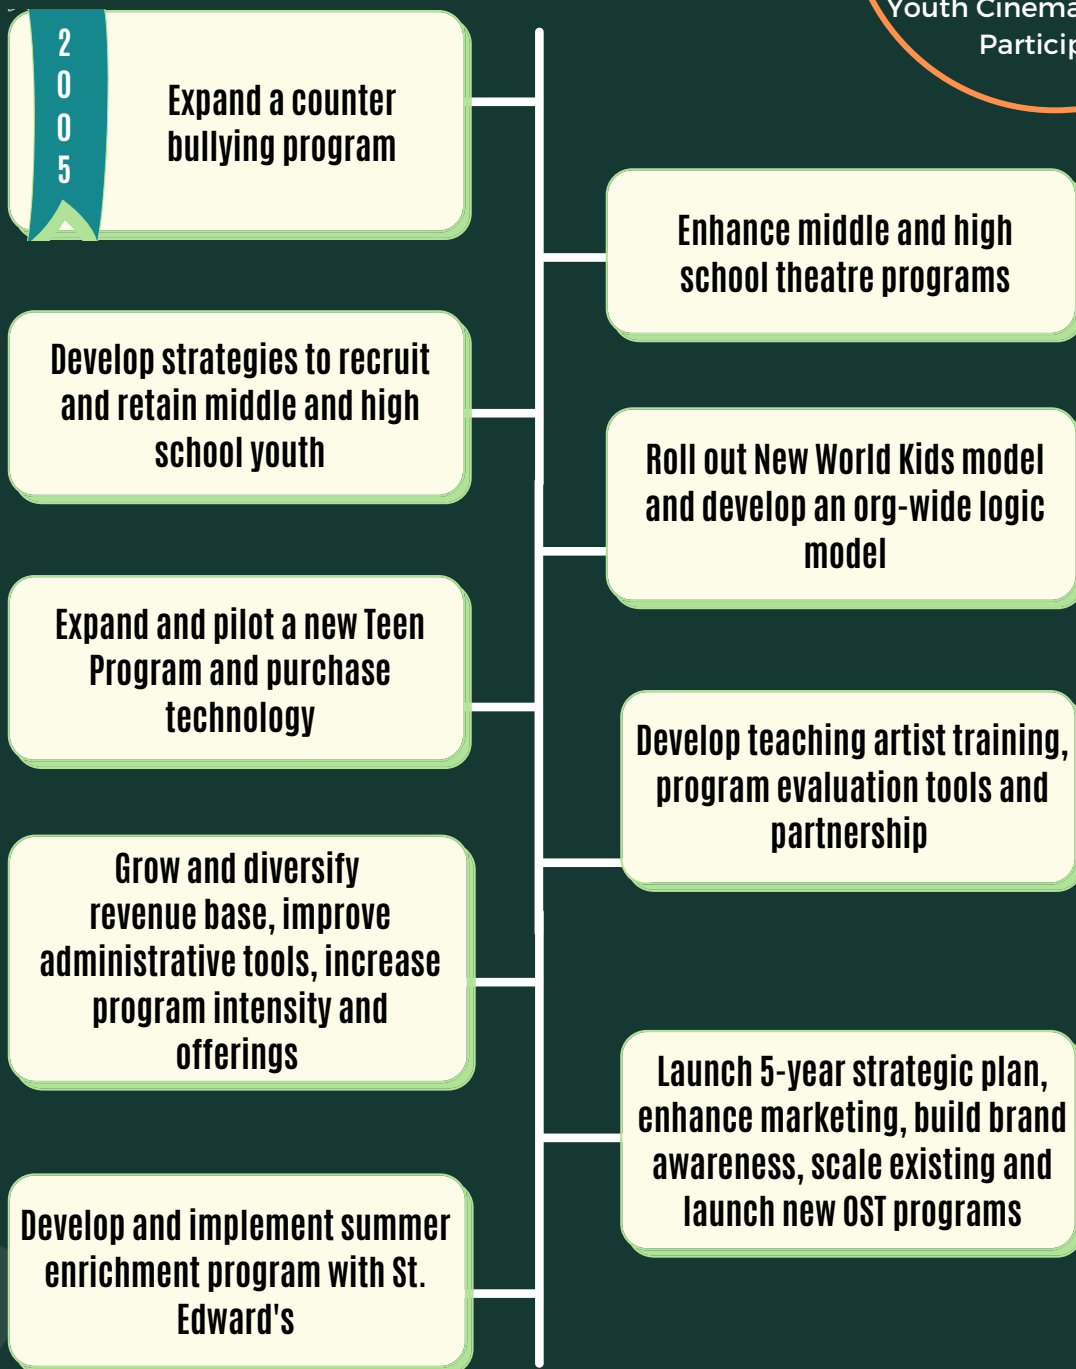 Youth Cinema
2
0
0
5
Expand a counter
bullying program
Enhance middle and high
school theatre programs
Develop strategies to recruit
and retain middle and high
school youth
Roll out New World Kids model
and develop an org-wide logic
model
Expand and pilot a new Teen
Program and purchase
technology
Develop teaching artist training,
program evaluation tools and
partnership
Grow and diversify
revenue base, improve
administrative tools, increase
program intensity and
offerings
Launch 5-year strategic plan,
enhance marketing, build brand
awareness, scale existing and
launch new OST programs
Develop and implement summer
enrichment program with St.
Edward's